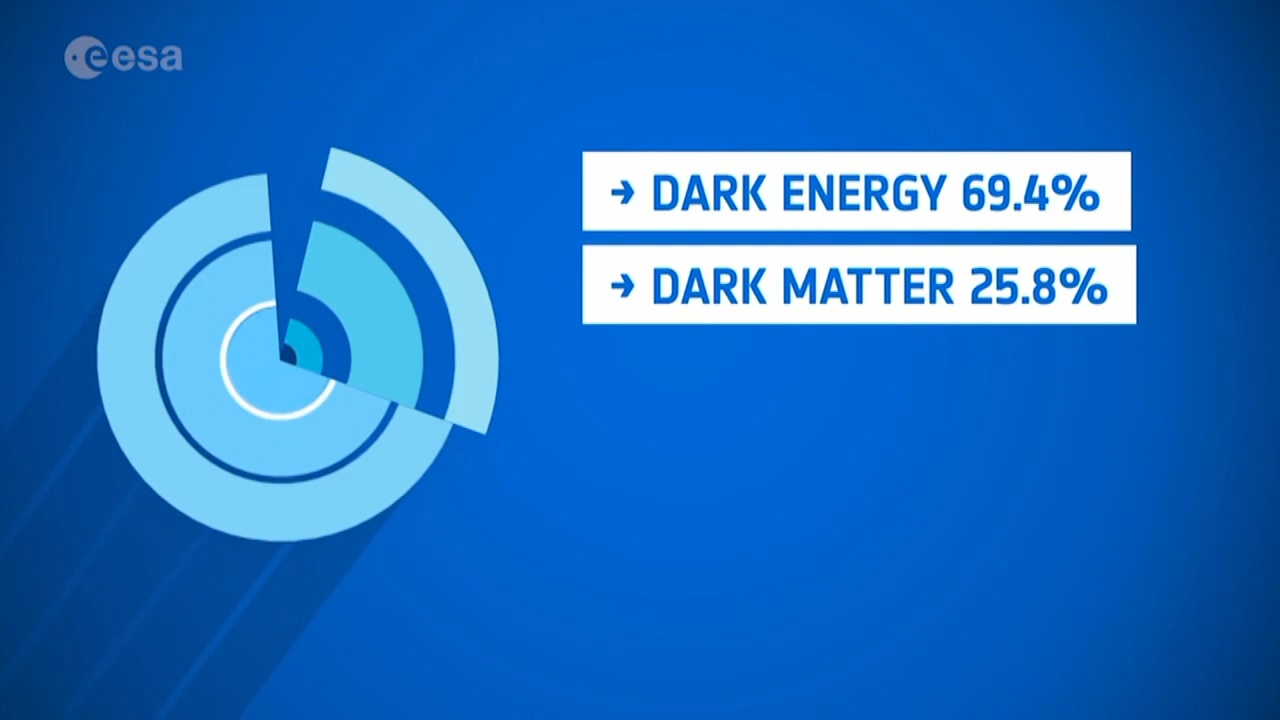 esa
→ DARK ENERGY 69.4%
→ DARK MATTER 25.8%